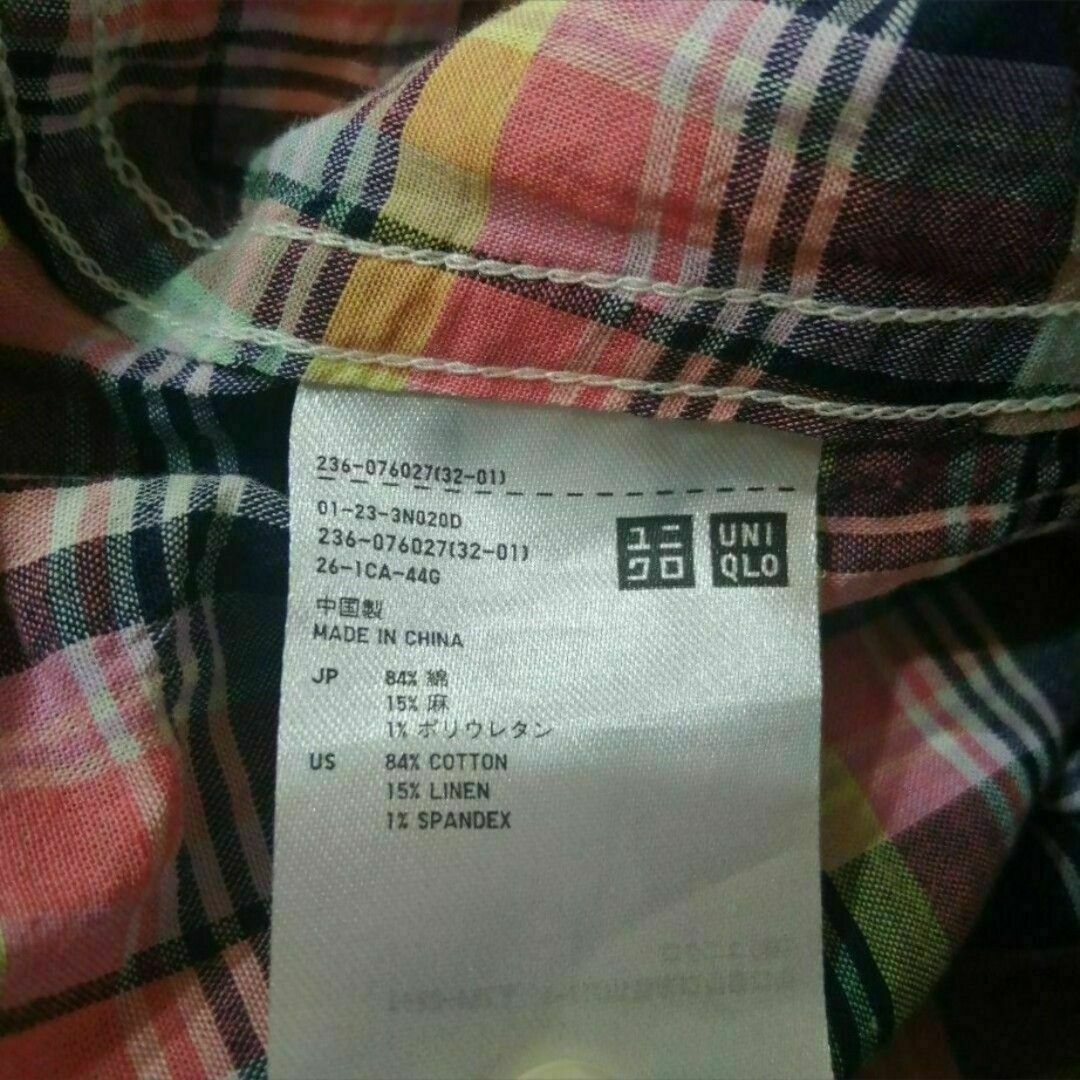 236-076027(32-01)
01-23-3N020D
236-076027(32-01)
26-1CA-44G
ユニクロ
UNI
QLO
中国製
MADE IN CHINA
JP 84% 綿
15% 麻
1% ポリウレタン
US 84% COTTON
15% LINEN
1% SPANDEX